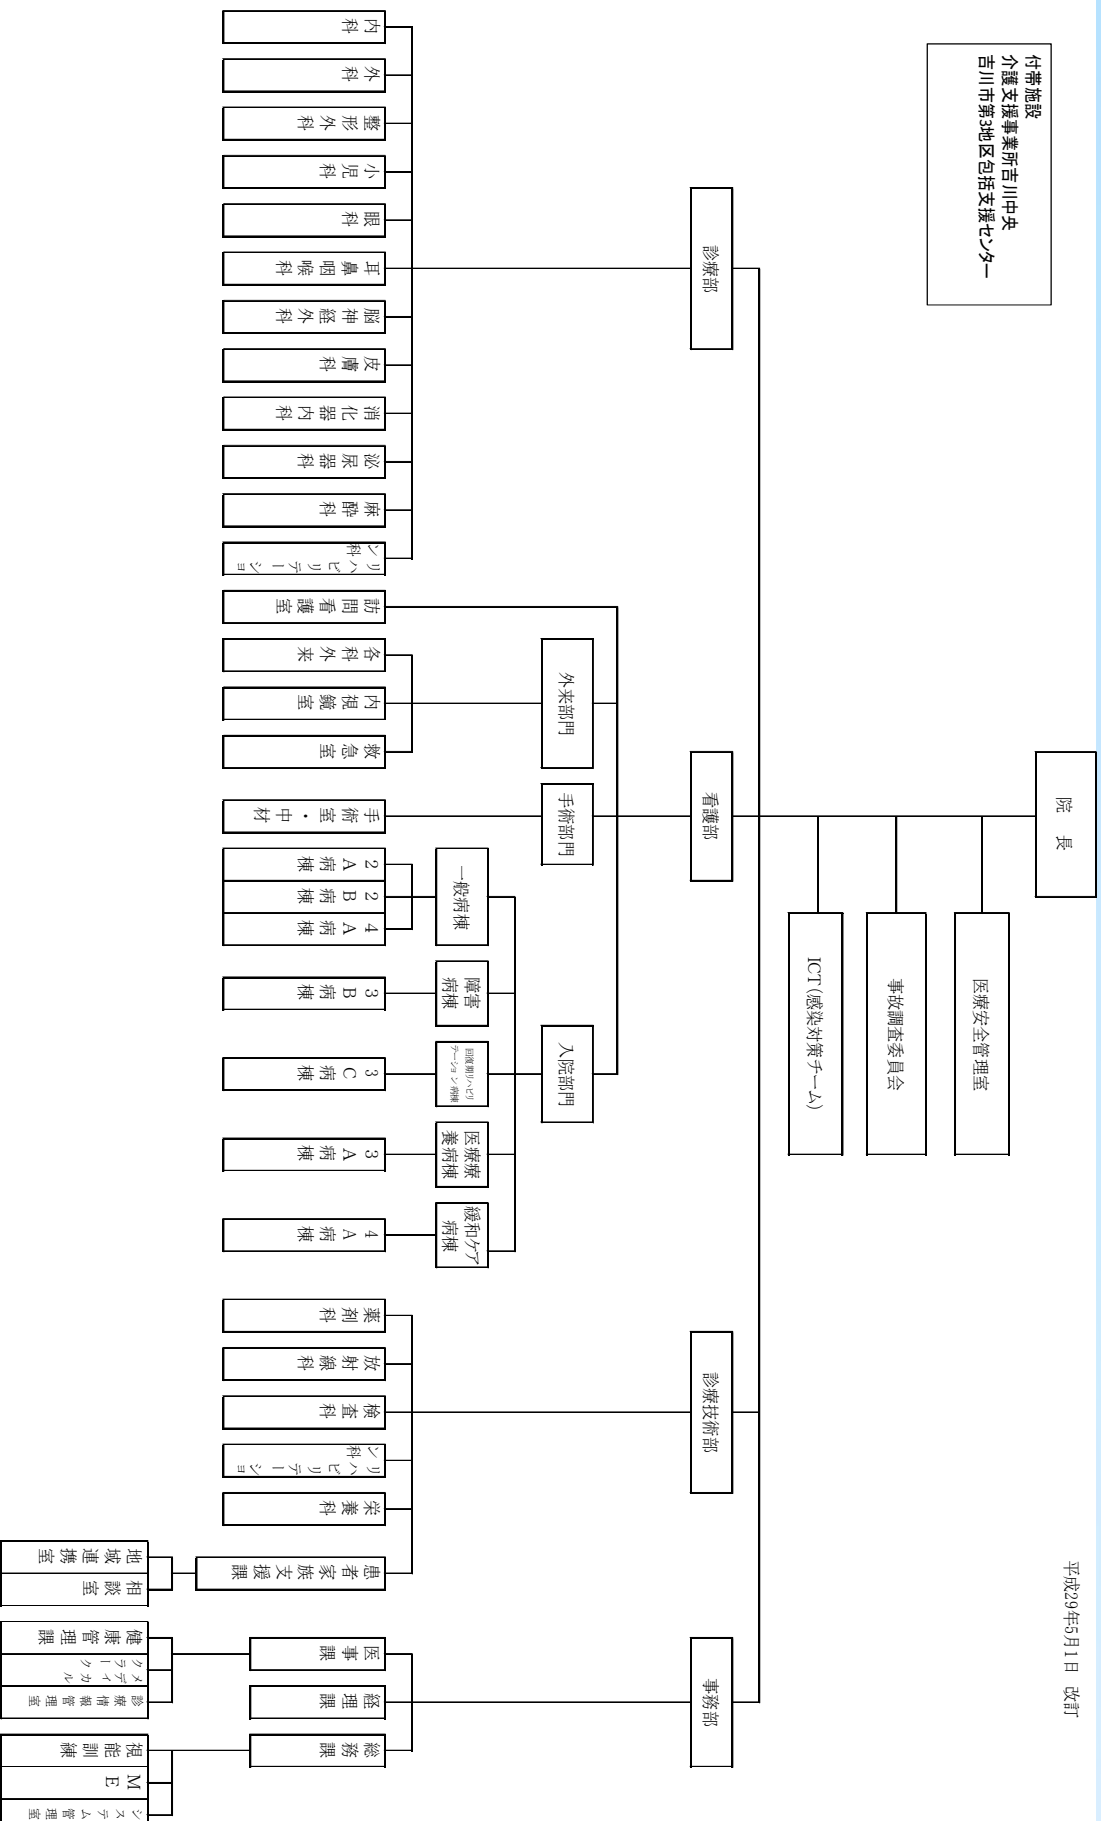 平成29年5月1日 改訂
付帯施設
介護支援事業所吉川中央
吉川市第3地区包括支援センター
院 長
医療安全管理室
事故調査委員会
ICT(感染対策チーム)
診療部
看護部
診療技術部
事務部
外来部門
手術部門
入院部門
一般病棟
障害
病棟
回復期リハビリ
テーション病棟
医療療
養病棟
緩和ケア
病棟
内科
外科
整形外科
小児科
眼科
耳鼻咽喉科
脳神経外科
皮膚科
消化器内科
泌尿器科
麻酔科
リハビリテーショ
ン科
訪問看護室
各科外来
内視鏡室
救急室
手術室・中材
2A病棟
2B病棟
4A病棟
3B病棟
3C病棟
3A病棟
4A病棟
薬剤科
放射線科
検査科
リハビリテーショ
ン科
栄養科
患者家族支援課
医事課
経理課
総務課
地域連携室
相談室
健康管理課
メディカル
クラーク
診療情報管理室
視能訓練
ME
システム管理室